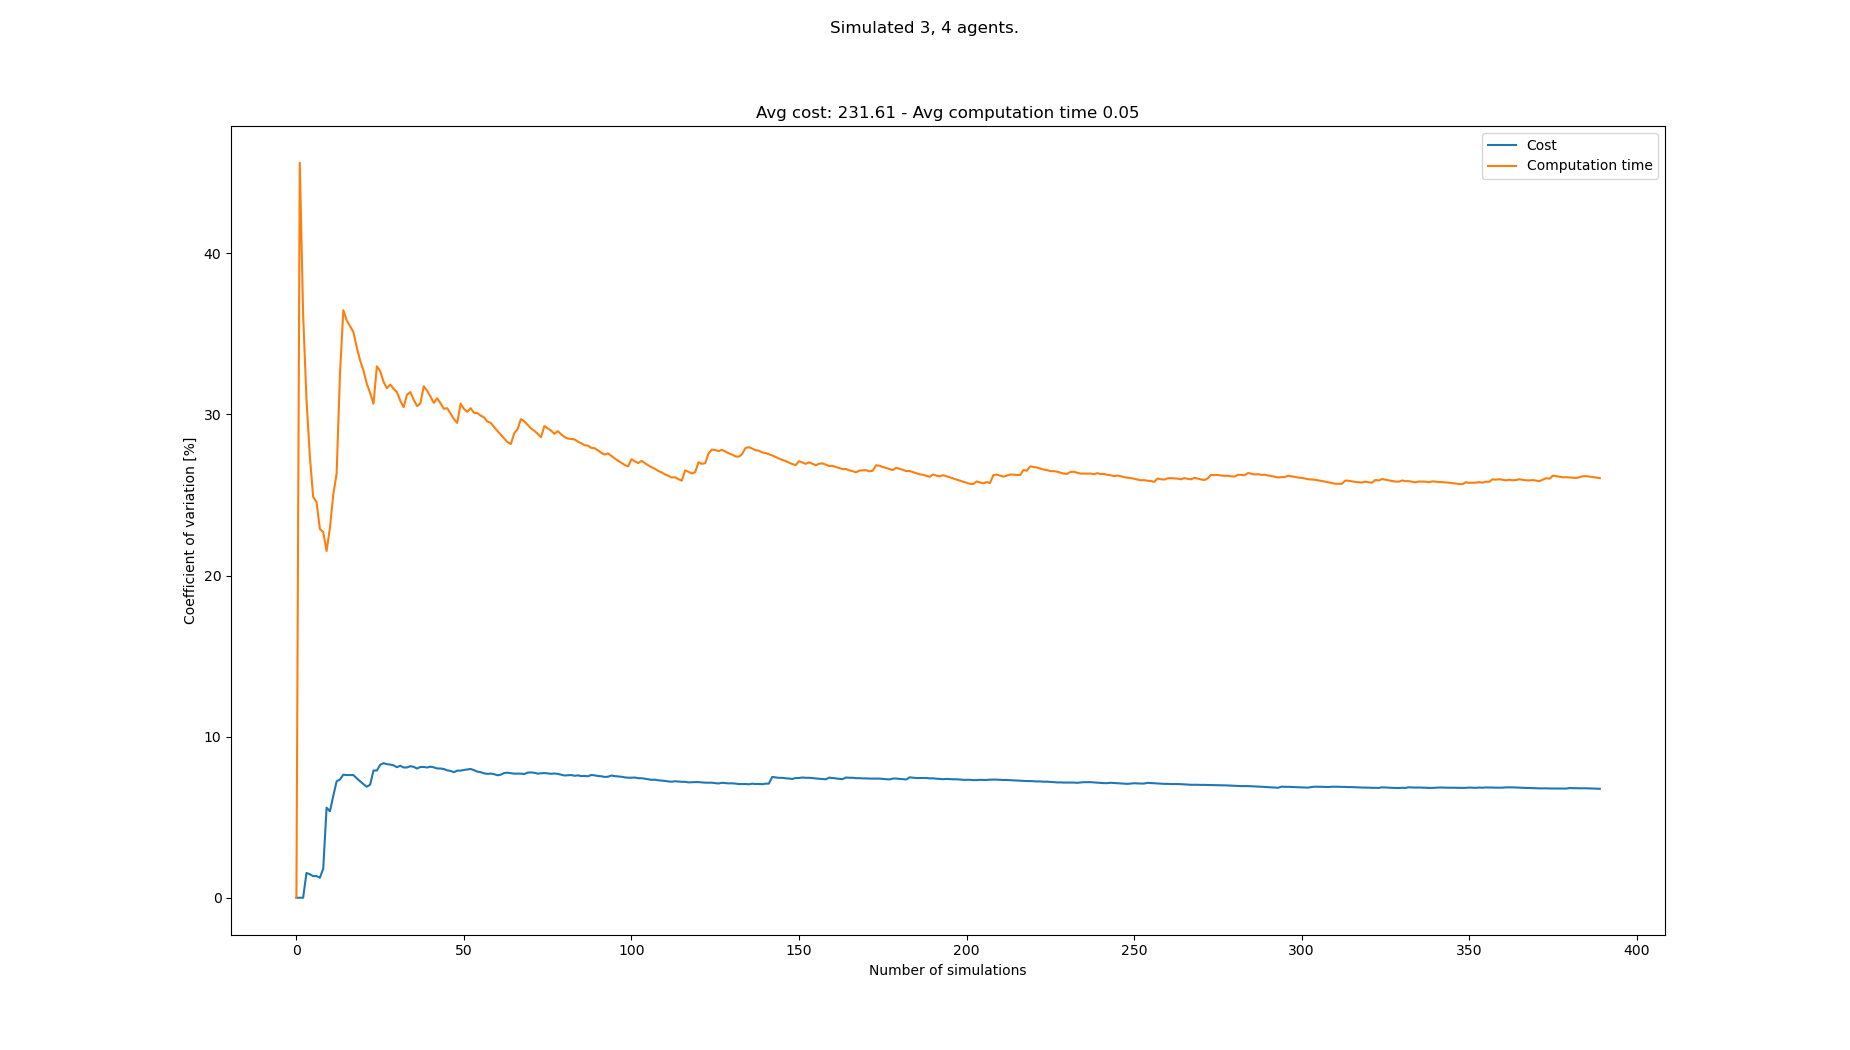 Simulated 3, 4 agents.
Avg cost: 231.61 - Avg computation time 0.05
Cost
Computation time
Coefficient of variation [%]
40
30
20
10
0
0 50 100 150 200 250 300 350 400
Number of simulations